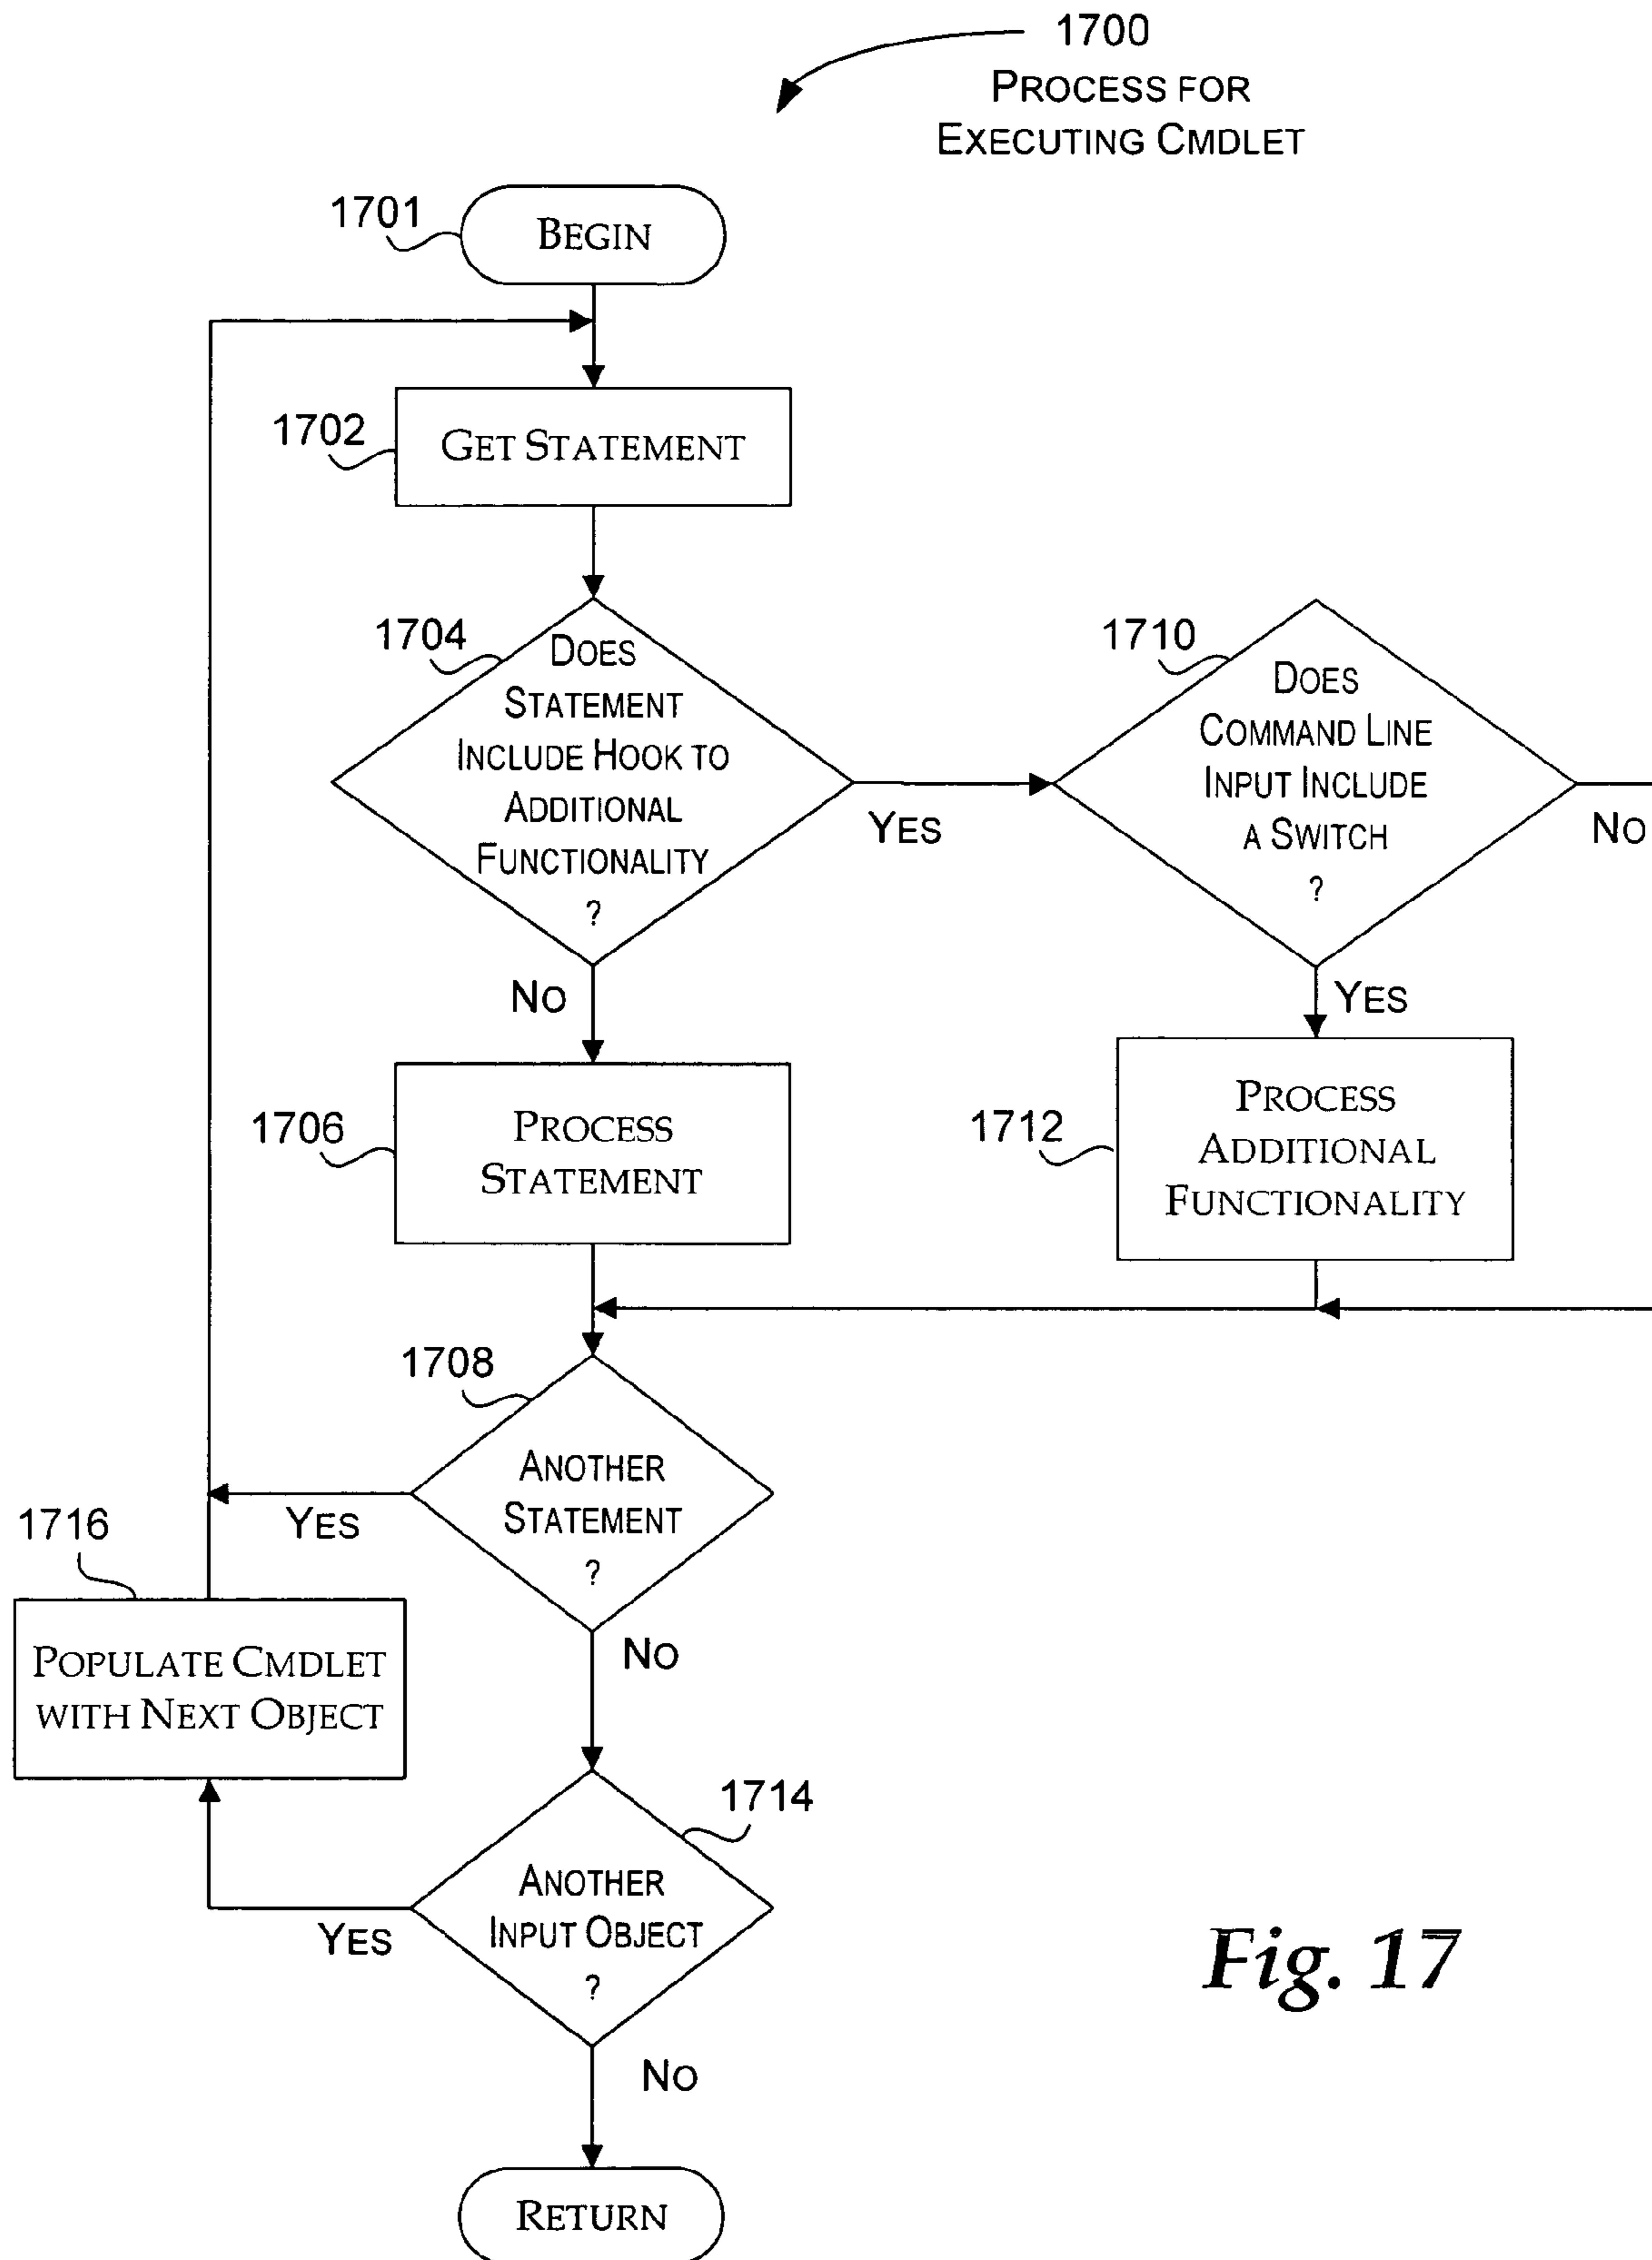 1700
PROCESS FOR
EXECUTING CMDLET
1701
BEGIN
1702
GET STATEMENT
1704
DOES
STATEMENT
INCLUDE HOOK TO
ADDITIONAL
FUNCTIONALITY
?
YES
NO
1710
DOES
COMMAND LINE
INPUT INCLUDE
A SWITCH
?
NO
YES
1706
PROCESS
STATEMENT
1712
PROCESS
ADDITIONAL
FUNCTIONALITY
1708
ANOTHER
STATEMENT
?
YES
NO
1716
POPULATE CMDLET
WITH NEXT OBJECT
1714
ANOTHER
INPUT OBJECT
?
YES
NO
RETURN
Fig. 17